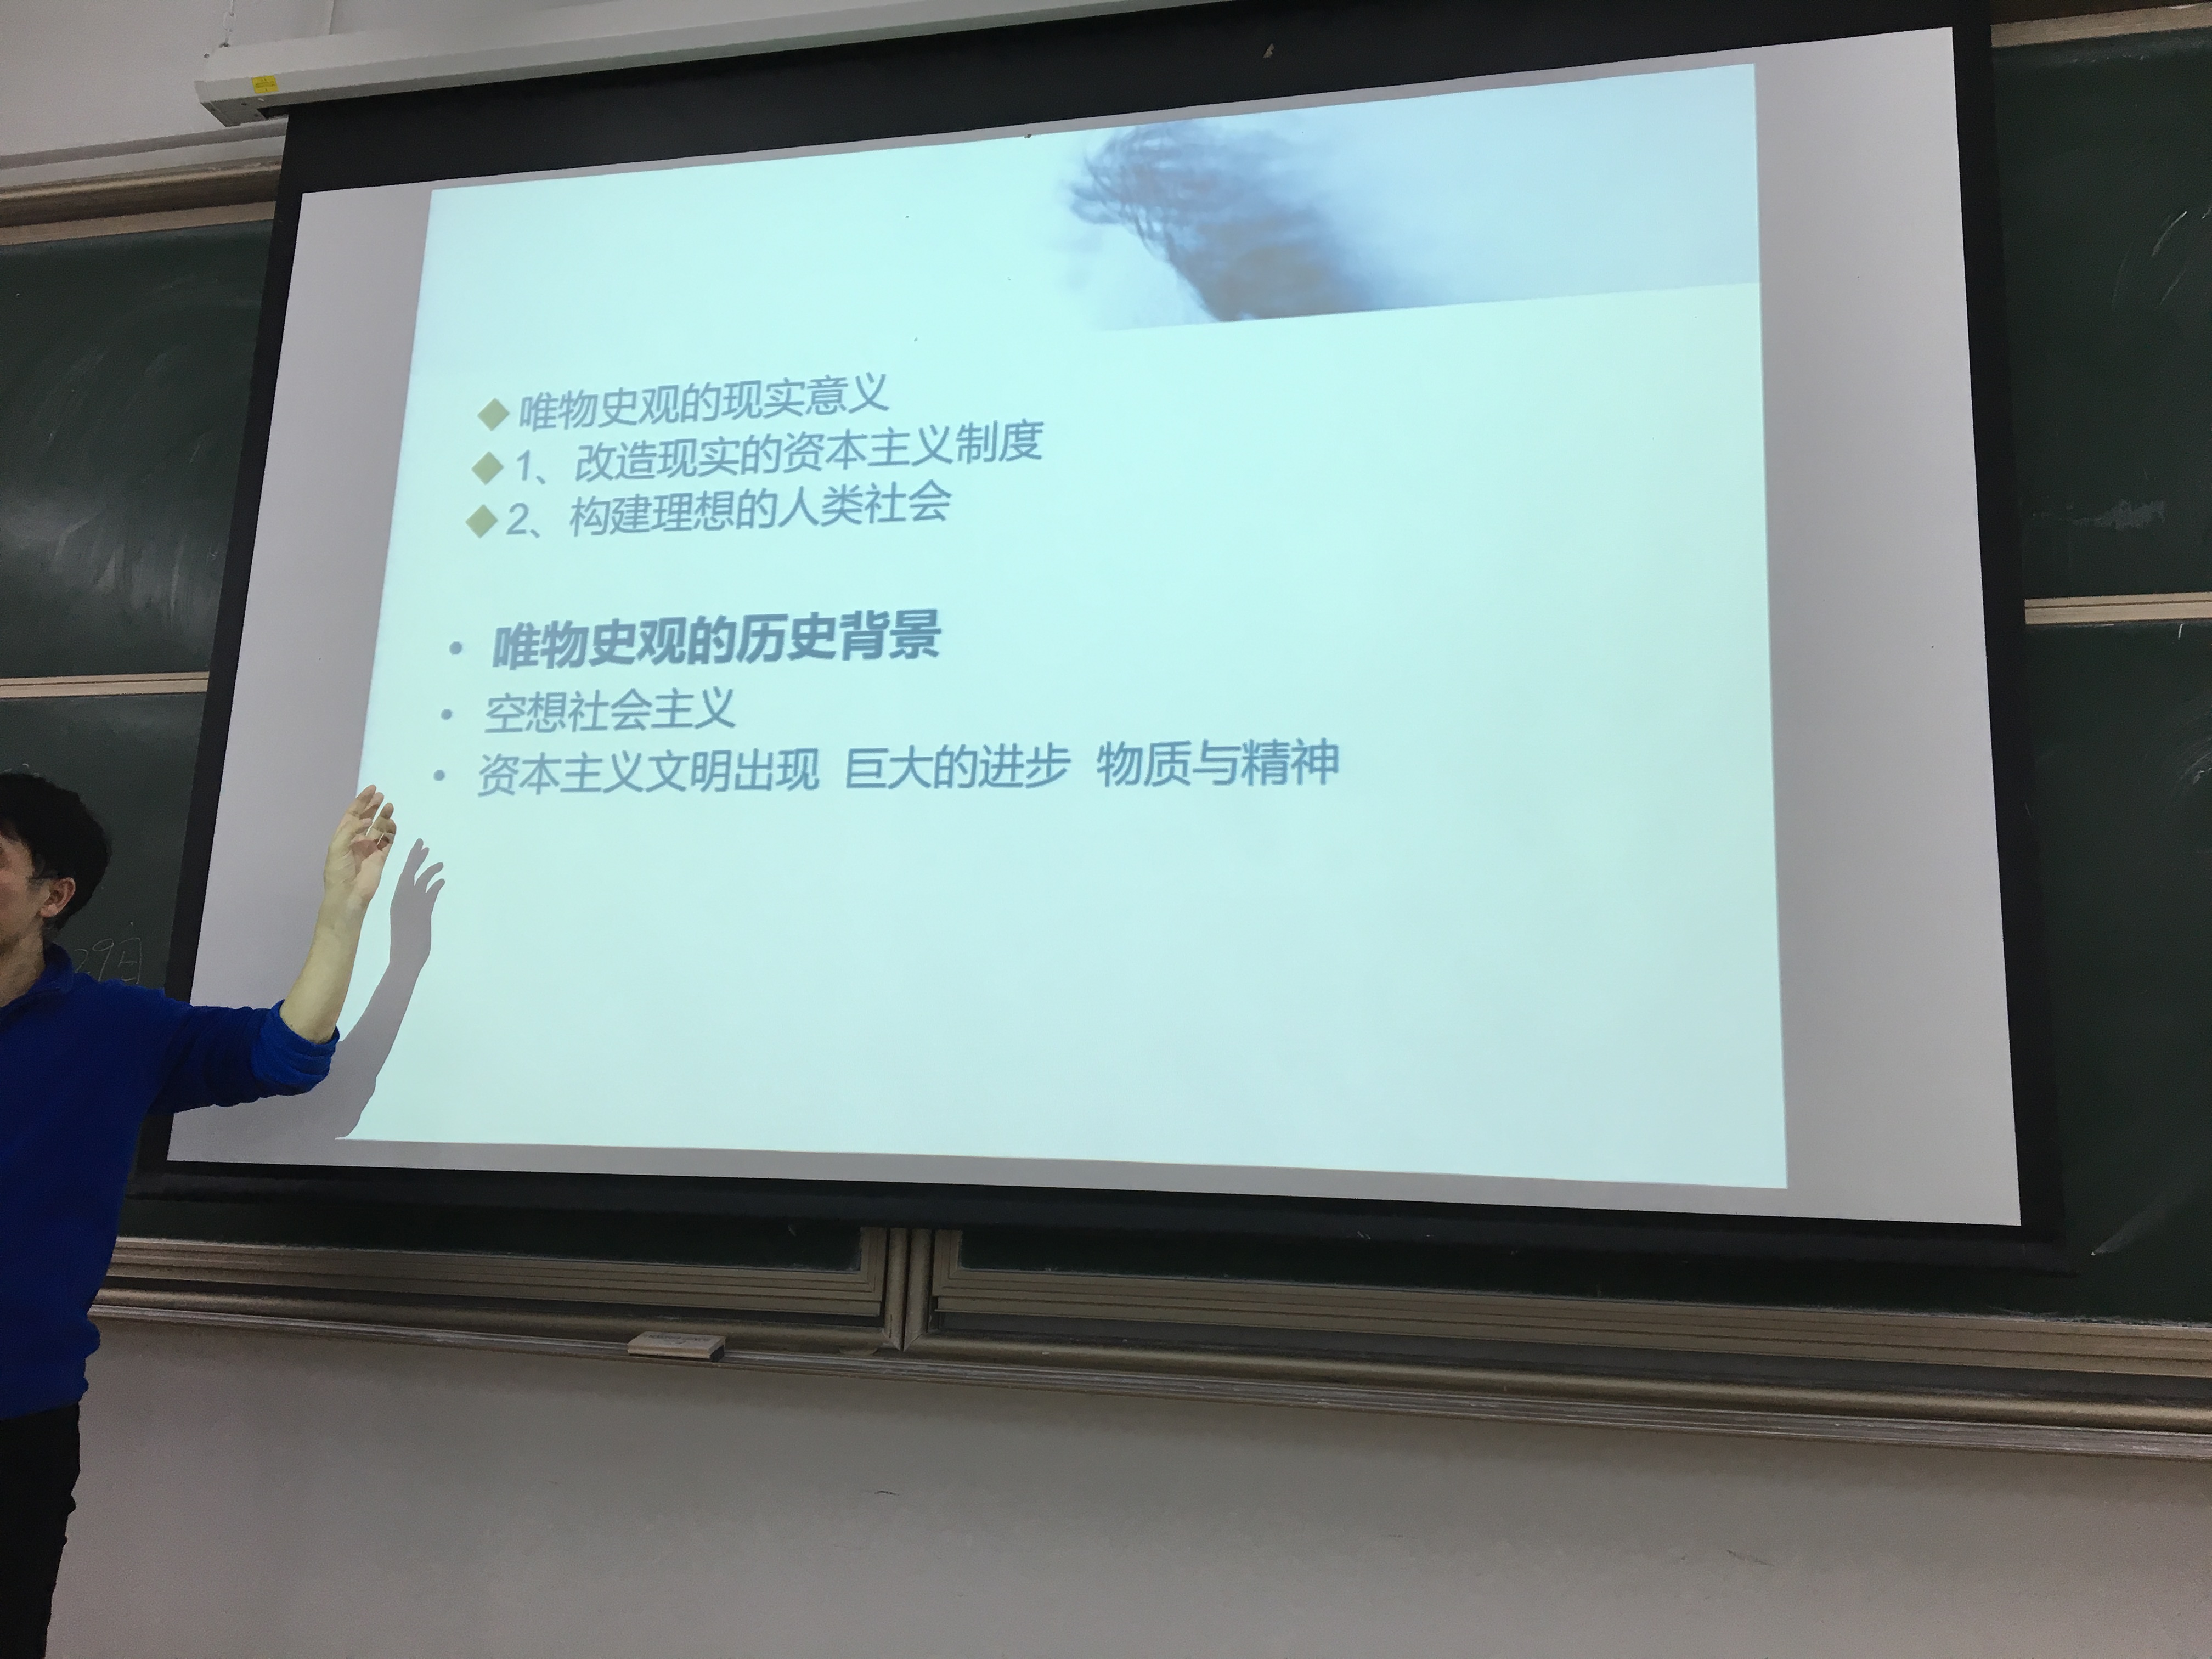 唯物史观的现实意义
1、改造现实的资本主义制度
2、构建理想的人类社会
唯物史观的历史背景
空想社会主义
资本主义文明出现 巨大的进步 物质与精神
29日